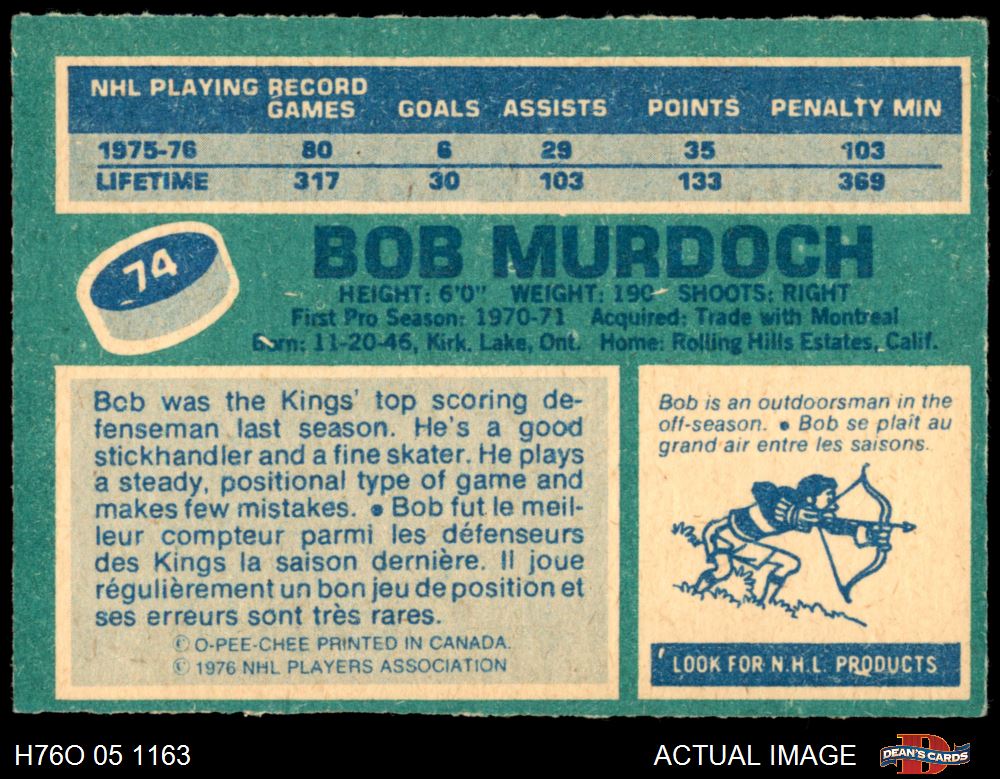 NHL PLAYING RECORD
GAMES GOALS ASSISTS POINTS PENALTY MIN
1975-76 80 6 29 35 103
LIFETIME 317 30 103 133 369
74
BOB MURDOCH
HEIGHT: 6'0" WEIGHT: 190 SHOOTS: RIGHT
First Pro Season: 1970-71 Acquired: Trade with Montreal
Born: 11-20-46, Kirk. Lake, Ont. Home: Rolling Hills Estates, Calif.
Bob was the Kings' top scoring de-
fenseman last season. He's a good
stickhandler and a fine skater. He plays
a steady, positional type of game and
makes few mistakes. • Bob fut le meil-
leur compteur parmi les défenseurs
des Kings la saison dernière. Il joue
régulièrement un bon jeu de position et
ses erreurs sont très rares.
© O-PEE-CHEE PRINTED IN CANADA.
© 1976 NHL PLAYERS ASSOCIATION
Bob is an outdoorsman in the
off-season. • Bob se plaît au
grand air entre les saisons.
LOOK FOR N.H.L. PRODUCTS
H76O 05 1163
ACTUAL IMAGE
DEAN'S CARDS